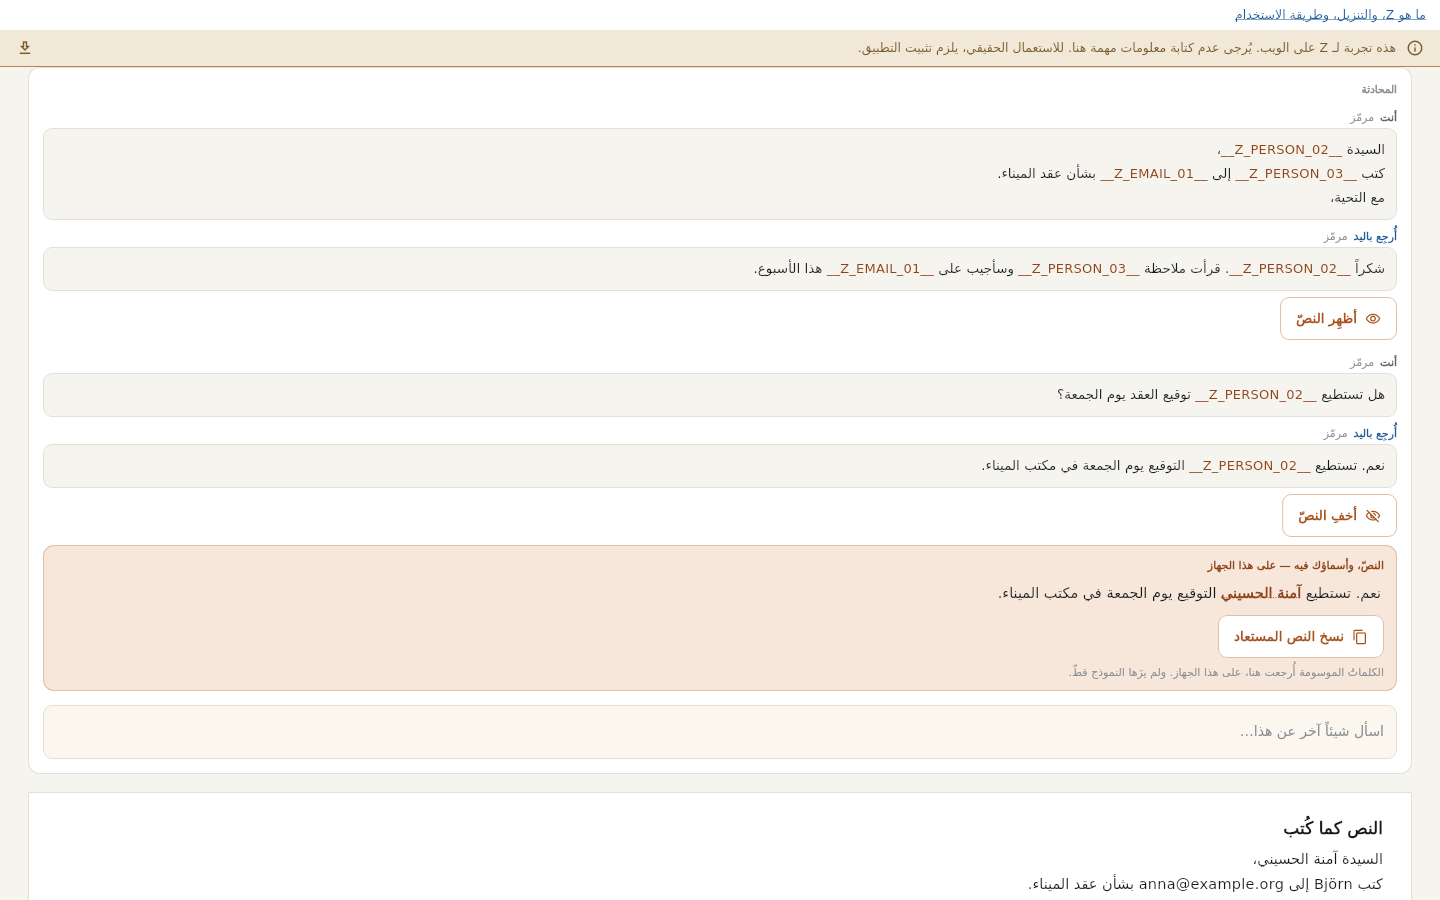 ما هو Z، والتنزيل، وطريقة الاستخدام
هذه تجربة لـ Z على الويب. يُرجى عدم كتابة معلومات مهمة هنا. للاستعمال الحقيقي، يلزم تثبيت التطبيق.
المحادثة
أنت مرمّز
السيدة __Z_PERSON_02__،
كتب __Z_PERSON_03__ إلى __Z_EMAIL_01__ بشأن عقد الميناء.
مع التحية،
أُرجِع باليد مرمّز
شكراً __Z_PERSON_02__. قرأت ملاحظة __Z_PERSON_03__ وسأجيب على __Z_EMAIL_01__ هذا الأسبوع.
أظهِر النصّ
أنت مرمّز
هل تستطيع __Z_PERSON_02__ توقيع العقد يوم الجمعة؟
أُرجِع باليد مرمّز
نعم. تستطيع __Z_PERSON_02__ التوقيع يوم الجمعة في مكتب الميناء.
أخفِ النصّ
النصّ، وأسماؤك فيه — على هذا الجهاز
نعم. تستطيع آمنة الحسيني التوقيع يوم الجمعة في مكتب الميناء.
نسخ النص المستعاد
الكلماتُ الموسومة أُرجعت هنا، على هذا الجهاز. ولم يرَها النموذج قطّ.
اسأل شيئاً آخر عن هذا...
النص كما كُتب
السيدة آمنة الحسيني،
كتب Björn إلى anna@example.org بشأن عقد الميناء.